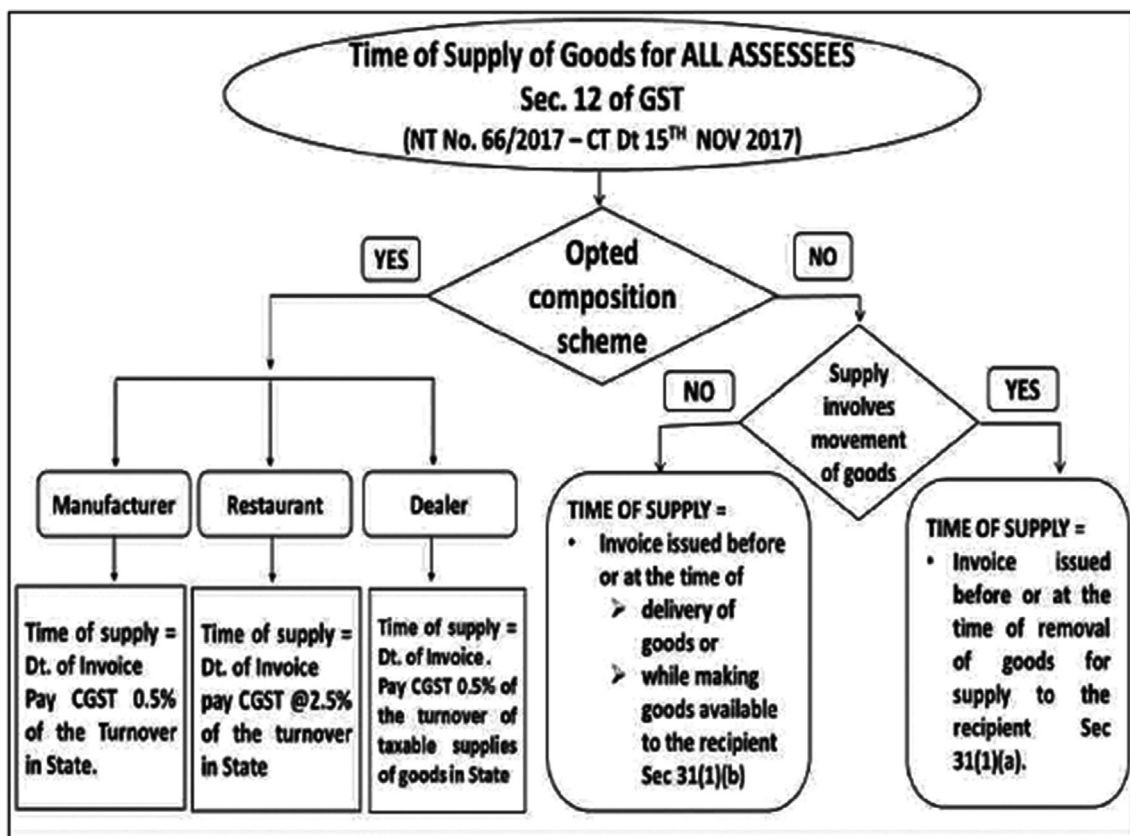 Time of Supply of Goods for ALL ASSESSEES
Sec. 12 of GST
(NT No. 66/2017 – CT Dt 15TH NOV 2017)
YES
Opted
composition
scheme
NO
NO
Supply
involves
movement
of goods
YES
Manufacturer
Restaurant
Dealer
Time of supply =
Dt. of Invoice
Pay CGST 0.5%
of the Turnover
in State.
Time of supply =
Dt. of Invoice
pay CGST @2.5%
of the turnover
in State
Time of supply =
Dt. of Invoice .
Pay CGST 0.5% of
the turnover of
taxable supplies
of goods in State
TIME OF SUPPLY =
• Invoice issued before
or at the time of
➢ delivery of
goods or
➢ while making
goods available
to the recipient
Sec 31(1)(b)
TIME OF SUPPLY =
• Invoice issued
before or at the
time of removal
of goods for
supply to the
recipient Sec
31(1)(a).